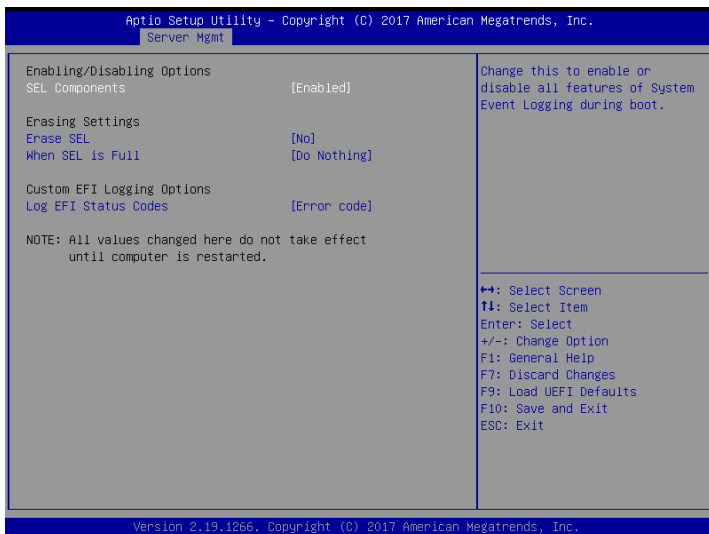 Aptio Setup Utility – Copyright (C) 2017 American Megatrends, Inc.
Server Mgmt
Enabling/Disabling Options
SEL Components [Enabled]
Erasing Settings
Erase SEL [No]
When SEL is Full [Do Nothing]
Custom EFI Logging Options
Log EFI Status Codes [Error code]
NOTE: All values changed here do not take effect
until computer is restarted.
Change this to enable or
disable all features of System
Event Logging during boot.
↔: Select Screen
↑↓: Select Item
Enter: Select
+/-: Change Option
F1: General Help
F7: Discard Changes
F9: Load UEFI Defaults
F10: Save and Exit
ESC: Exit
Version 2.19.1266. Copyright (C) 2017 American Megatrends, Inc.